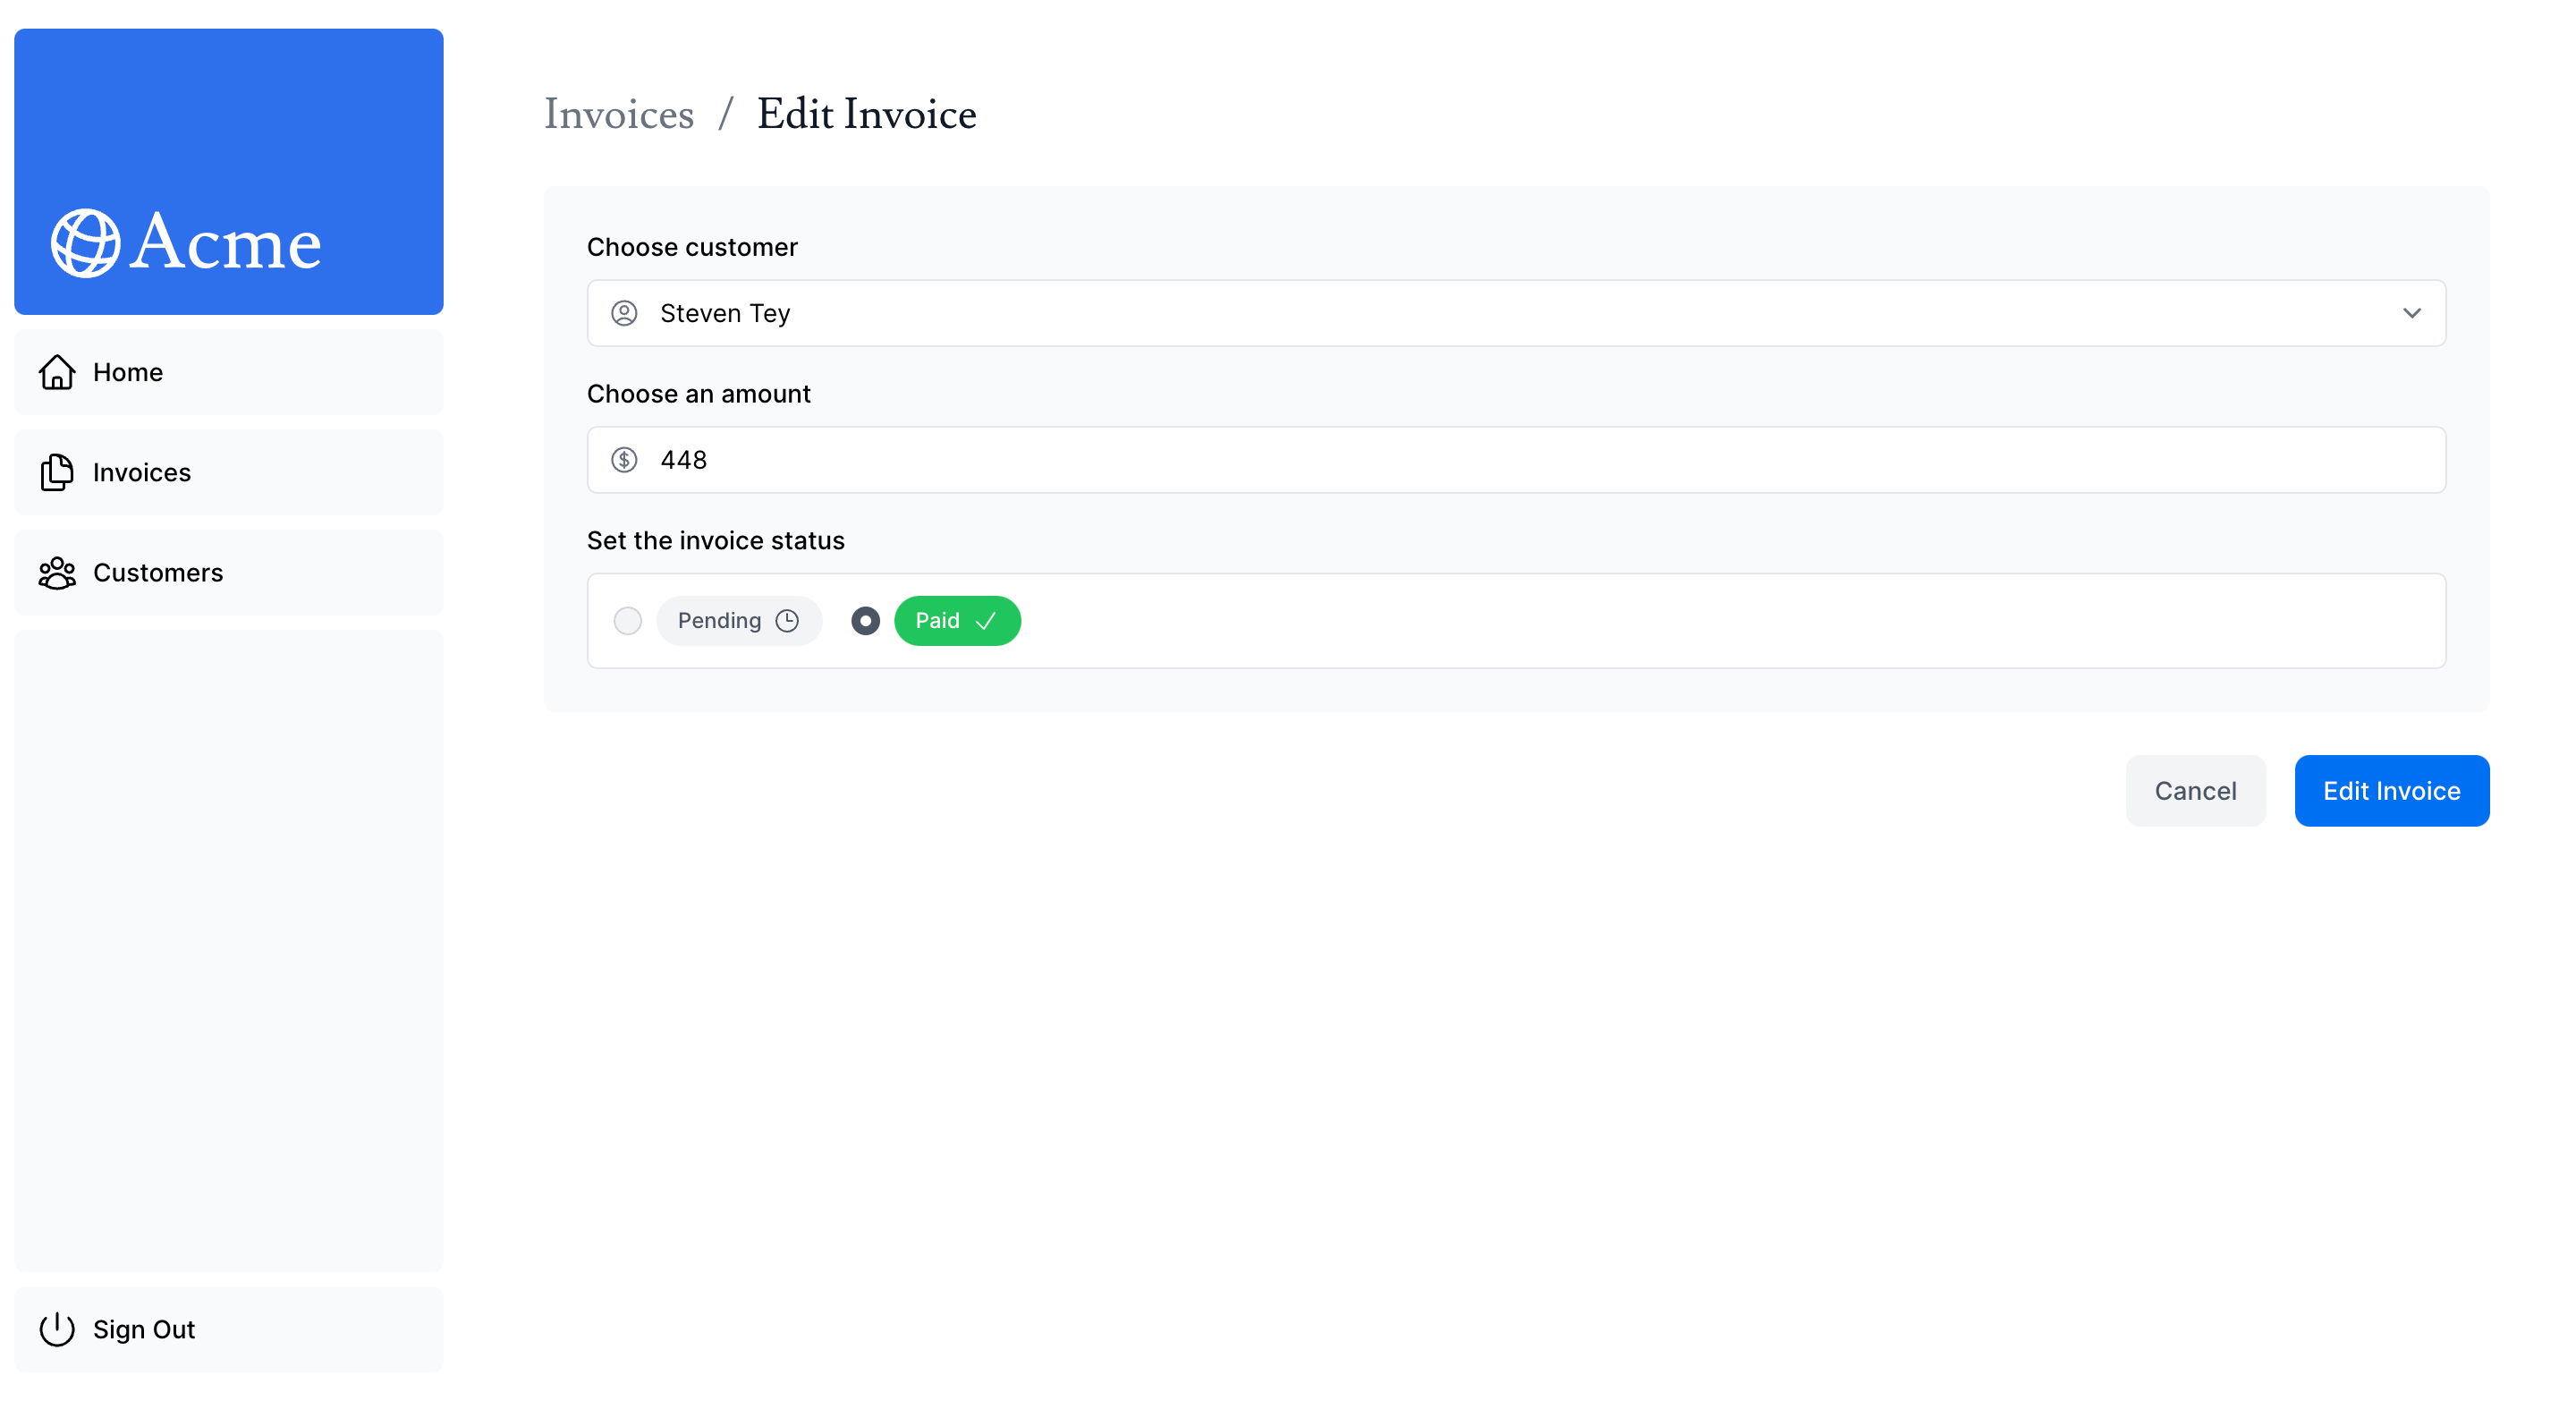 Acme
Home
Invoices
Customers
Sign Out
Invoices / Edit Invoice
Choose customer
Steven Tey
Choose an amount
448
Set the invoice status
Pending Paid
Cancel Edit Invoice